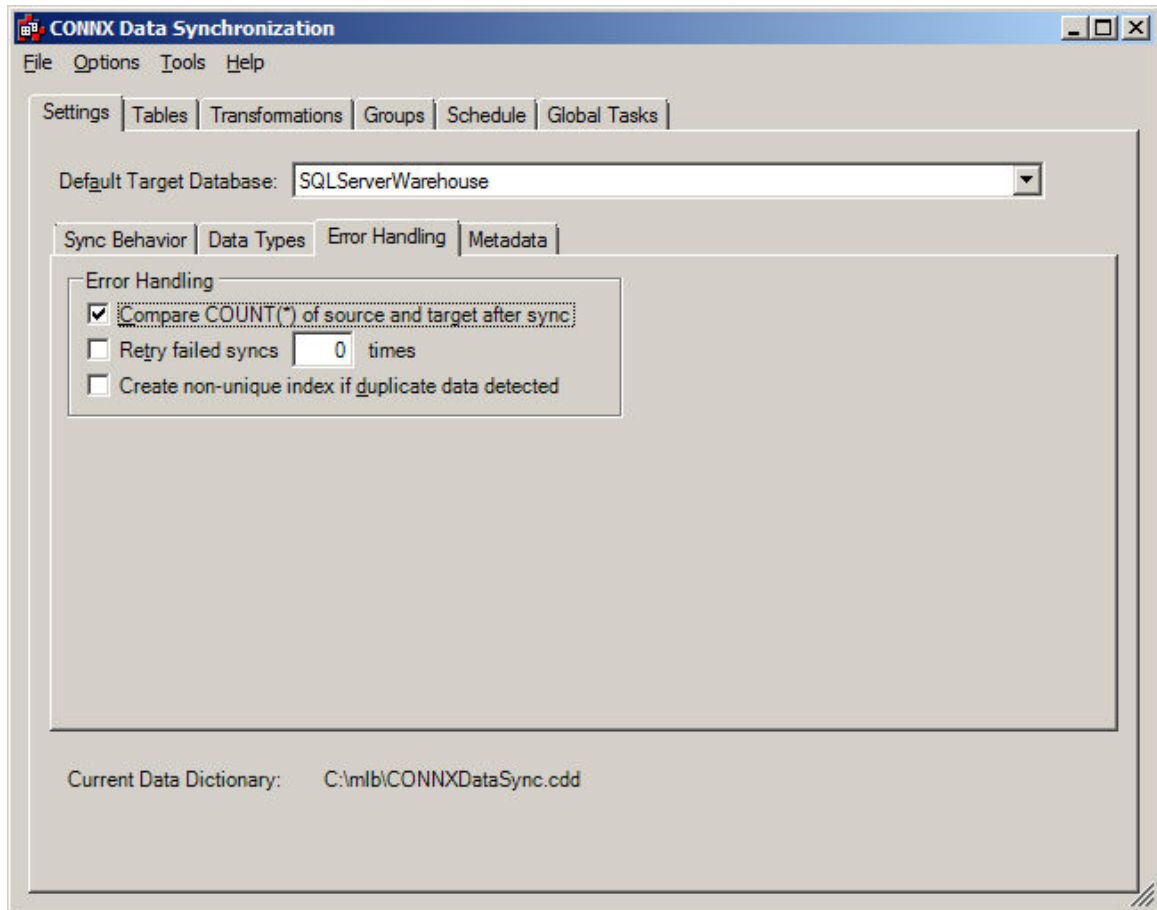 CONNX Data Synchronization
File Options Tools Help
Settings Tables Transformations Groups Schedule Global Tasks
Default Target Database: SQLServerWarehouse
Sync Behavior Data Types Error Handling Metadata
Error Handling
Compare COUNT(*) of source and target after sync
Retry failed syncs 0 times
Create non-unique index if duplicate data detected
Current Data Dictionary: C:\mlb\CONNXDataSync.cdd